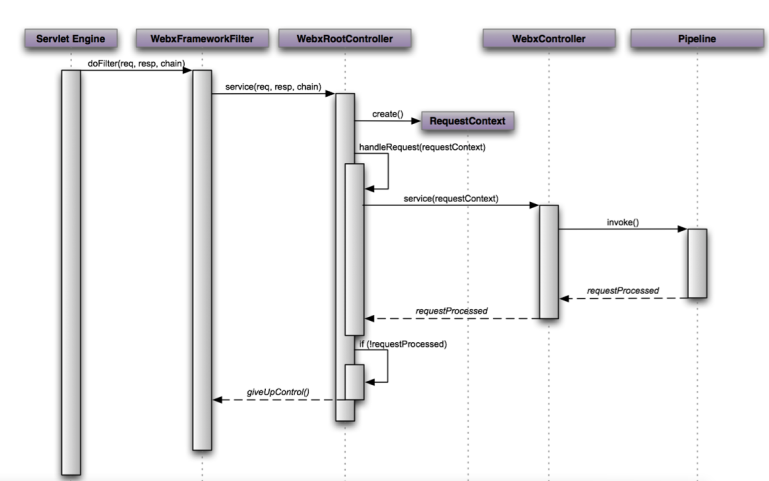 Servlet Engine
WebxFrameworkFilter
WebxRootController
WebxController
Pipeline
doFilter(req, resp, chain)
service(req, resp, chain)
create()
RequestContext
handleRequest(requestContext)
service(requestContext)
invoke()
requestProcessed
requestProcessed
if (!requestProcessed)
giveUpControl()